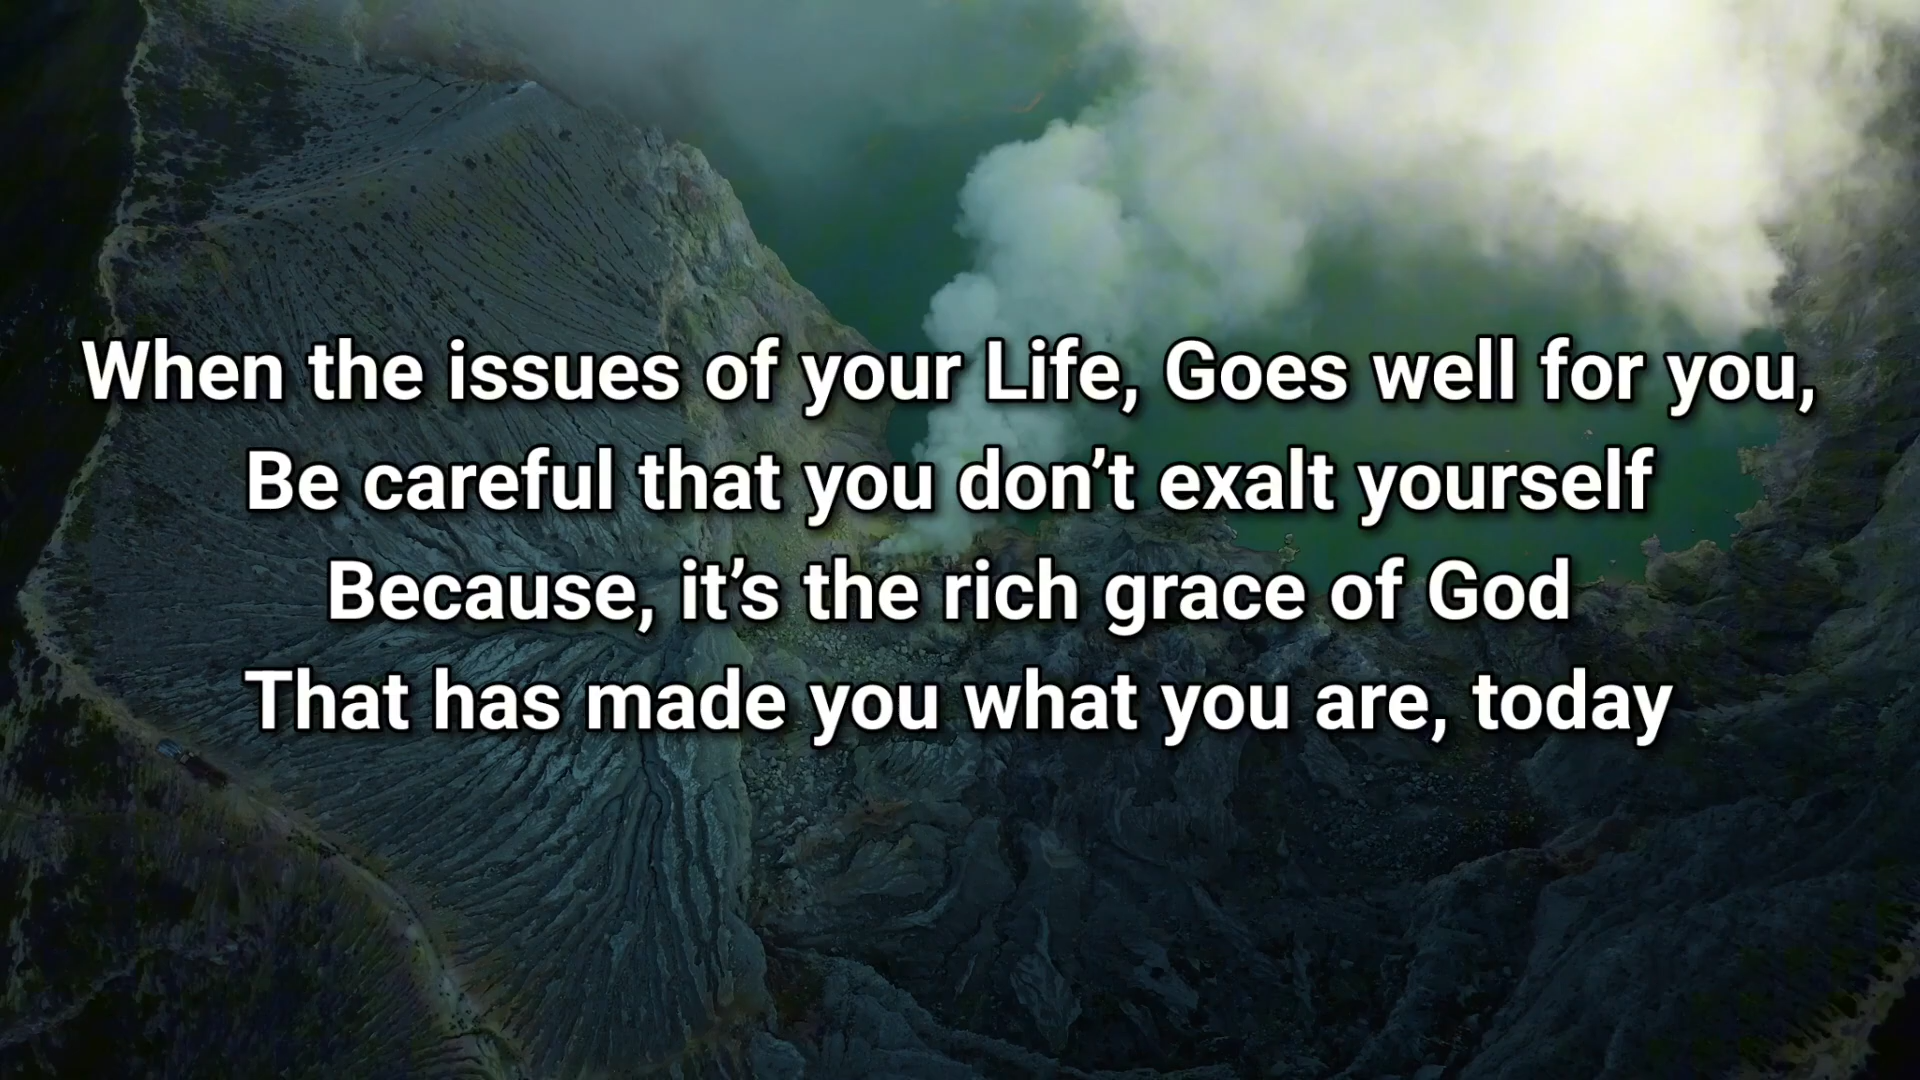 When the issues of your Life, Goes well for you,
Be careful that you don’t exalt yourself
Because, it’s the rich grace of God
That has made you what you are, today